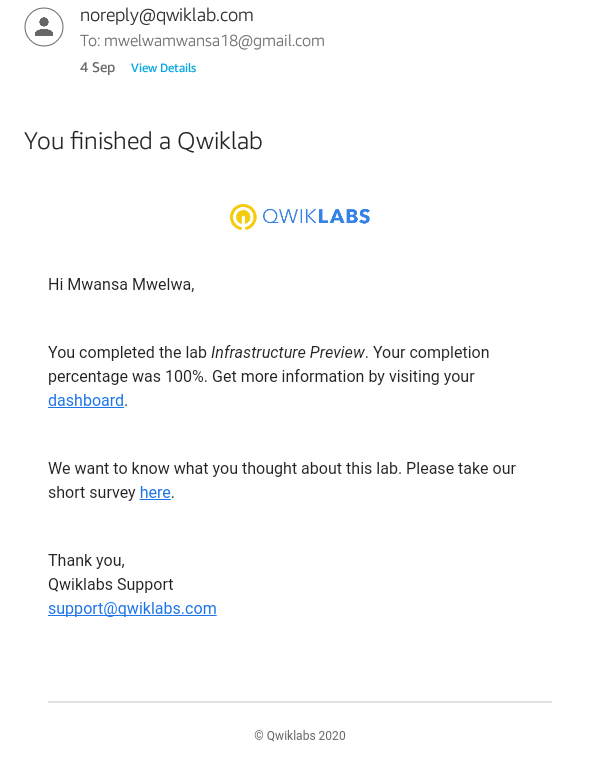 noreply@qwiklab.com
To: mwelwamwansa18@gmail.com
4 Sep View Details
You finished a Qwiklab
QWIKLABS
Hi Mwansa Mwelwa,
You completed the lab Infrastructure Preview. Your completion
percentage was 100%. Get more information by visiting your
dashboard.
We want to know what you thought about this lab. Please take our
short survey here.
Thank you,
Qwiklabs Support
support@qwiklabs.com
© Qwiklabs 2020